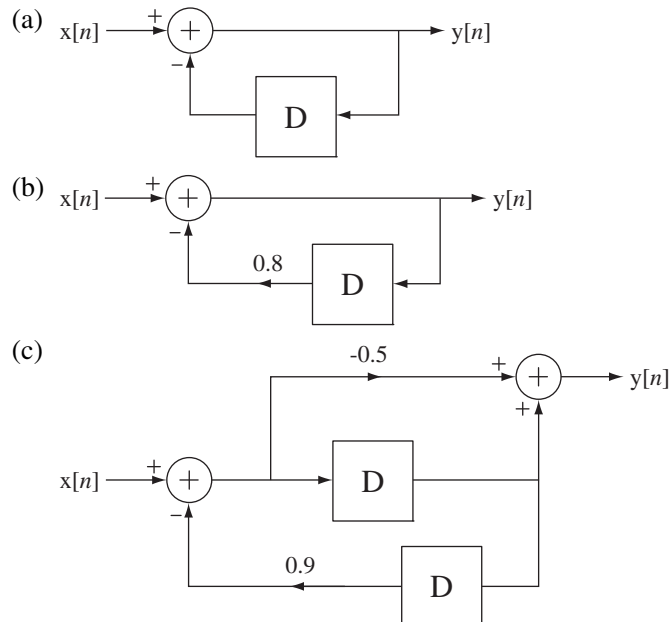 (a)
x[n] + + y[n]
−
D
(b)
x[n] + + y[n]
−
0.8
D
(c)
-0.5
+ + y[n]
+
x[n] + + D
−
0.9
D